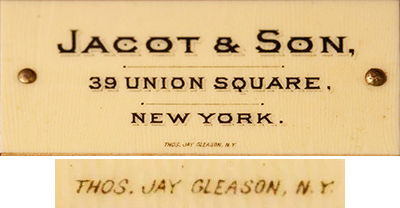 JACOT & SON,
39 UNION SQUARE,
NEW YORK.
THOS. JAY GLEASON, N.Y.
THOS. JAY GLEASON, N.Y.